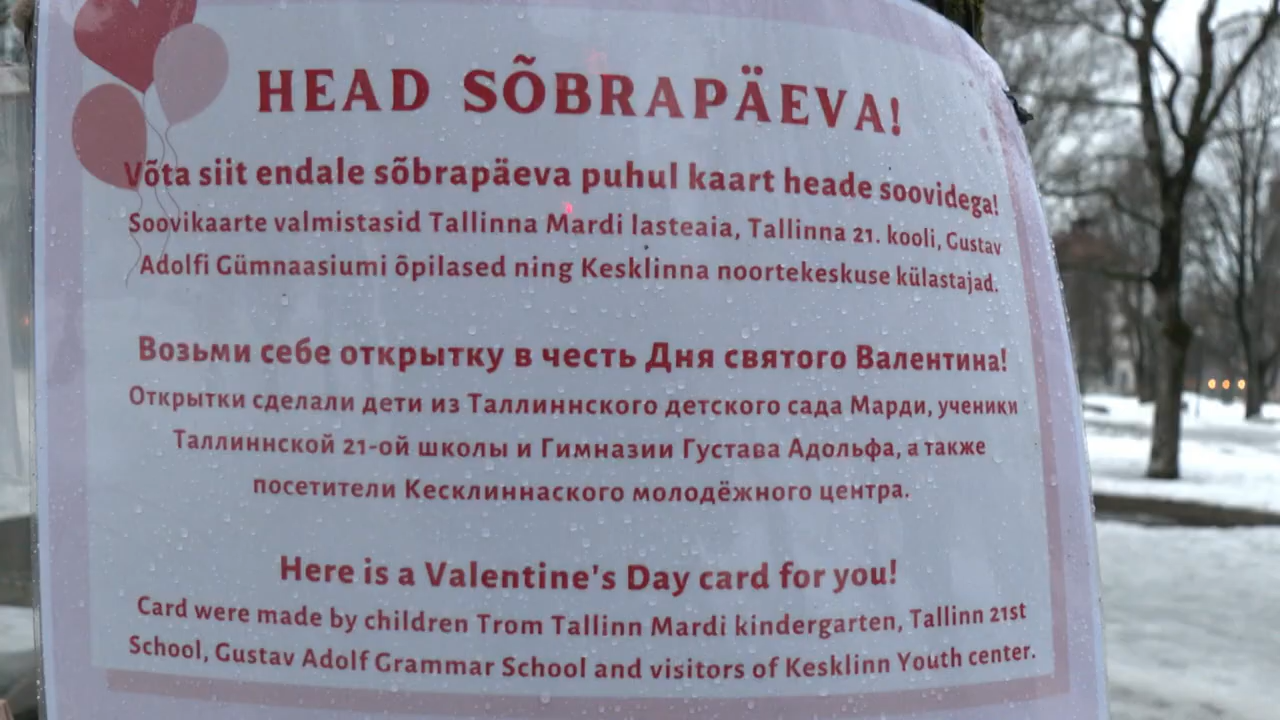 HEAD SÕBRAPÄEVA!
Võta siit endale sõbrapäeva puhul kaart heade soovidega!
Soovikaarte valmistasid Tallinna Mardi lasteaia, Tallinna 21. kooli, Gustav
Adolfi Gümnaasiumi õpilased ning Kesklinna noortekeskuse külastajad.
Возьми себе открытку в честь Дня святого Валентина!
Открытки сделали дети из Таллиннского детского сада Марди, ученики
Таллиннской 21-ой школы и Гимназии Густава Адольфа, а также
посетители Кесклиннаского молодёжного центра.
Here is a Valentine's Day card for you!
Card were made by children Trom Tallinn Mardi kindergarten, Tallinn 21st
School, Gustav Adolf Grammar School and visitors of Kesklinn Youth center.